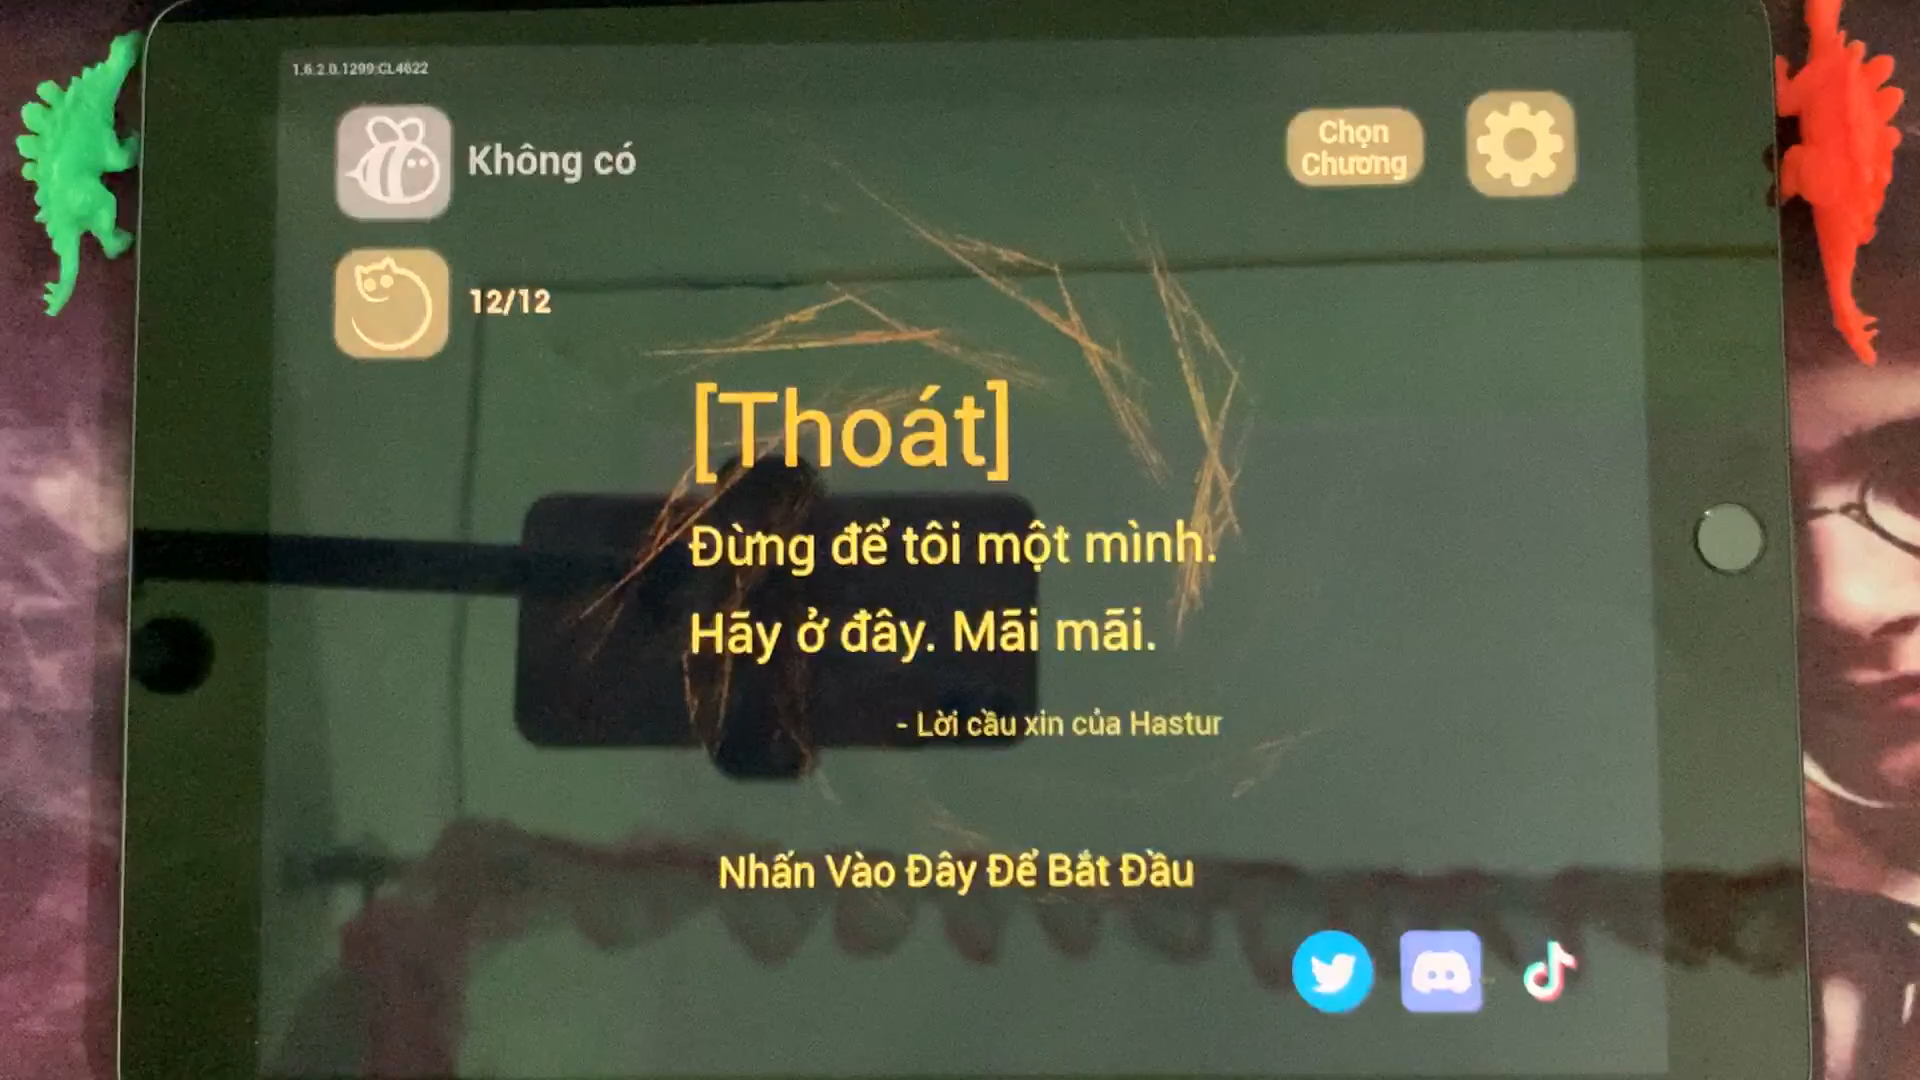 1.6.2.0.1299:CL4622
Không có
Chọn
Chương
12/12
[Thoát]
Đừng để tôi một mình.
Hãy ở đây. Mãi mãi.
- Lời cầu xin của Hastur
Nhấn Vào Đây Để Bắt Đầu